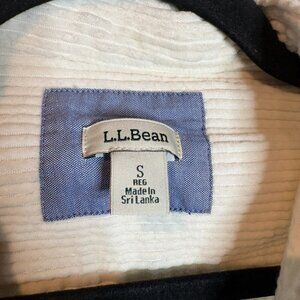 L.L.Bean
S
REG
Made in
Sri Lanka